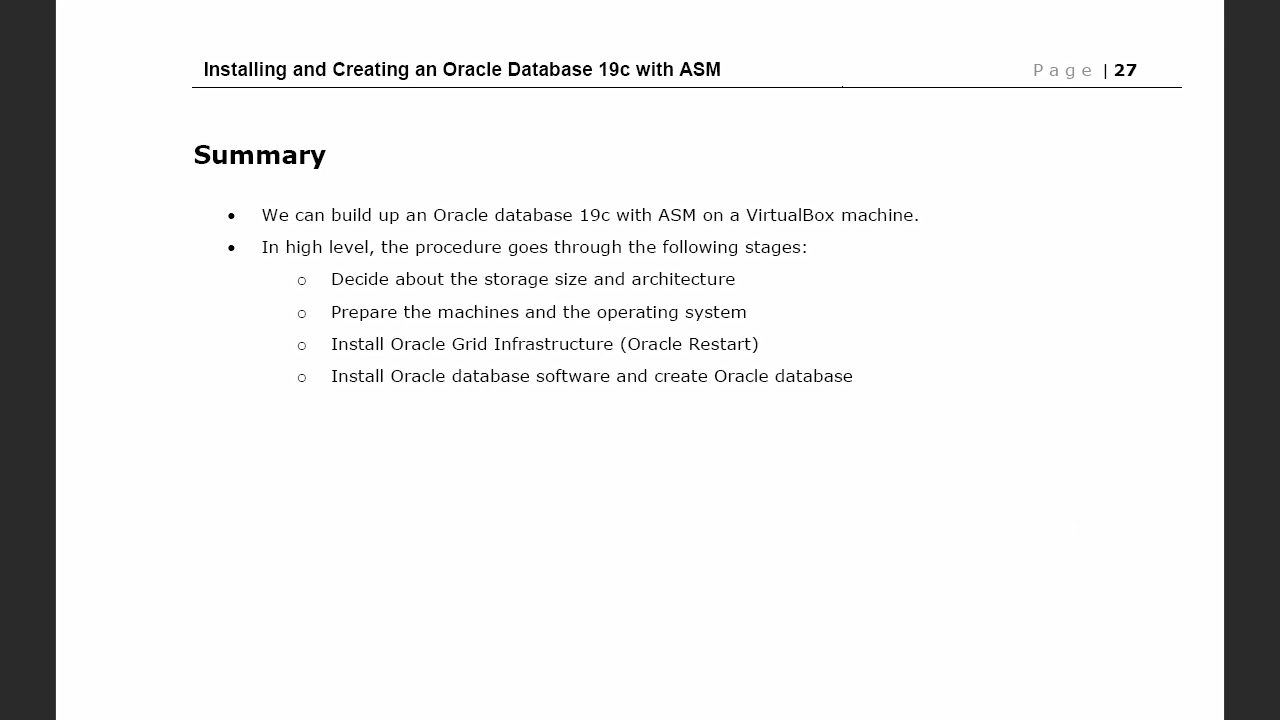 Installing and Creating an Oracle Database 19c with ASM Page | 27
Summary
• We can build up an Oracle database 19c with ASM on a VirtualBox machine.
• In high level, the procedure goes through the following stages:
o Decide about the storage size and architecture
o Prepare the machines and the operating system
o Install Oracle Grid Infrastructure (Oracle Restart)
o Install Oracle database software and create Oracle database